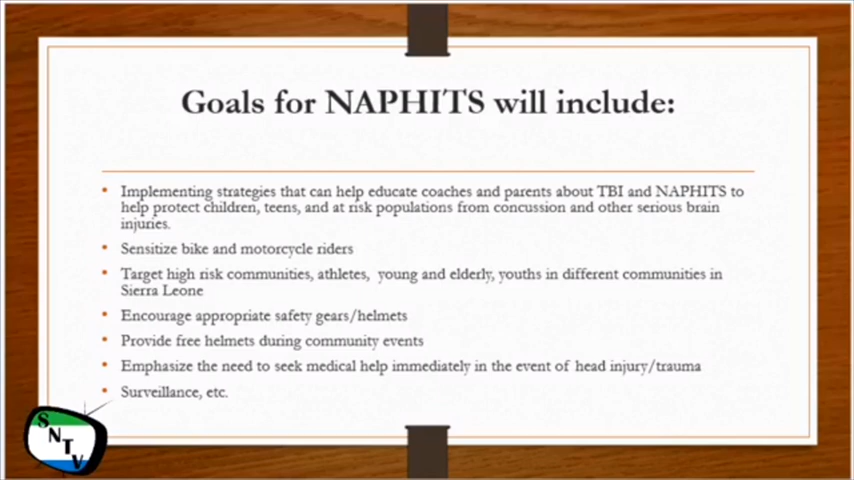 Goals for NAPHITS will include:
Implementing strategies that can help educate coaches and parents about TBI and NAPHITS to
help protect children, teens, and at risk populations from concussion and other serious brain
injuries.
Sensitize bike and motorcycle riders
Target high risk communities, athletes, young and elderly, youths in different communities in
Sierra Leone
Encourage appropriate safety gears/helmets
Provide free helmets during community events
Emphasize the need to seek medical help immediately in the event of head injury/trauma
Surveillance, etc.
SNTV